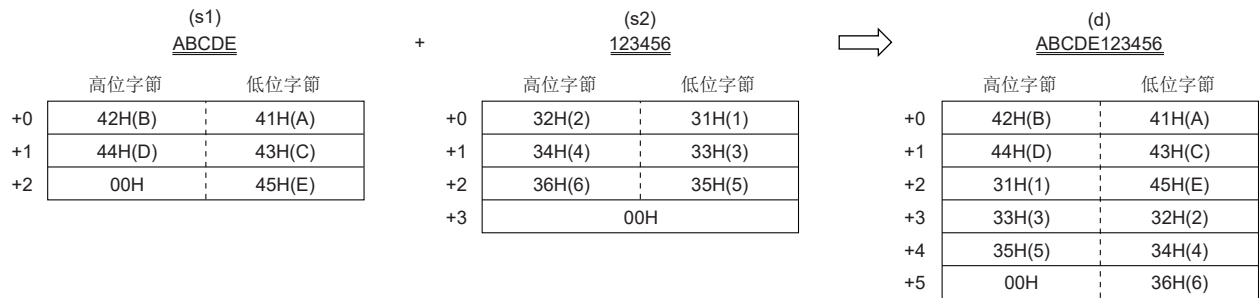 (s1) (s2) (d)
ABCDE + 123456 ABCDE123456
高位字節 低位字節 高位字節 低位字節 高位字節 低位字節
+0 42H(B) 41H(A) +0 32H(2) 31H(1) +0 42H(B) 41H(A)
+1 44H(D) 43H(C) +1 34H(4) 33H(3) +1 44H(D) 43H(C)
+2 00H 45H(E) +2 36H(6) 35H(5) +2 31H(1) 45H(E)
+3 00H +3 33H(3) 32H(2)
+4 35H(5) 34H(4)
+5 00H 36H(6)